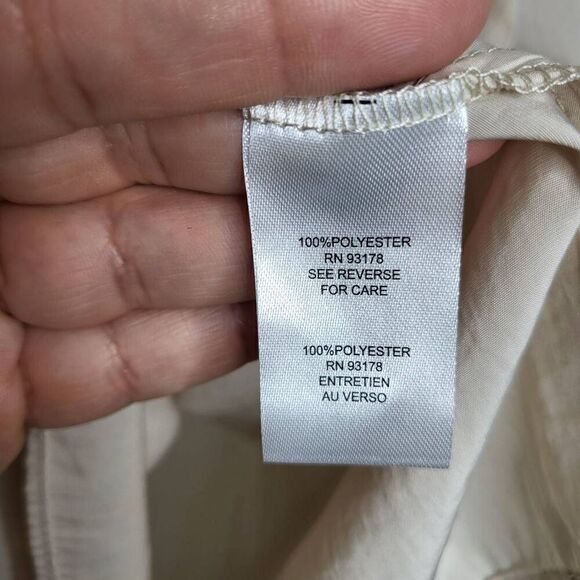 100%POLYESTER
RN 93178
SEE REVERSE
FOR CARE
100%POLYESTER
RN 93178
ENTRETIEN
AU VERSO